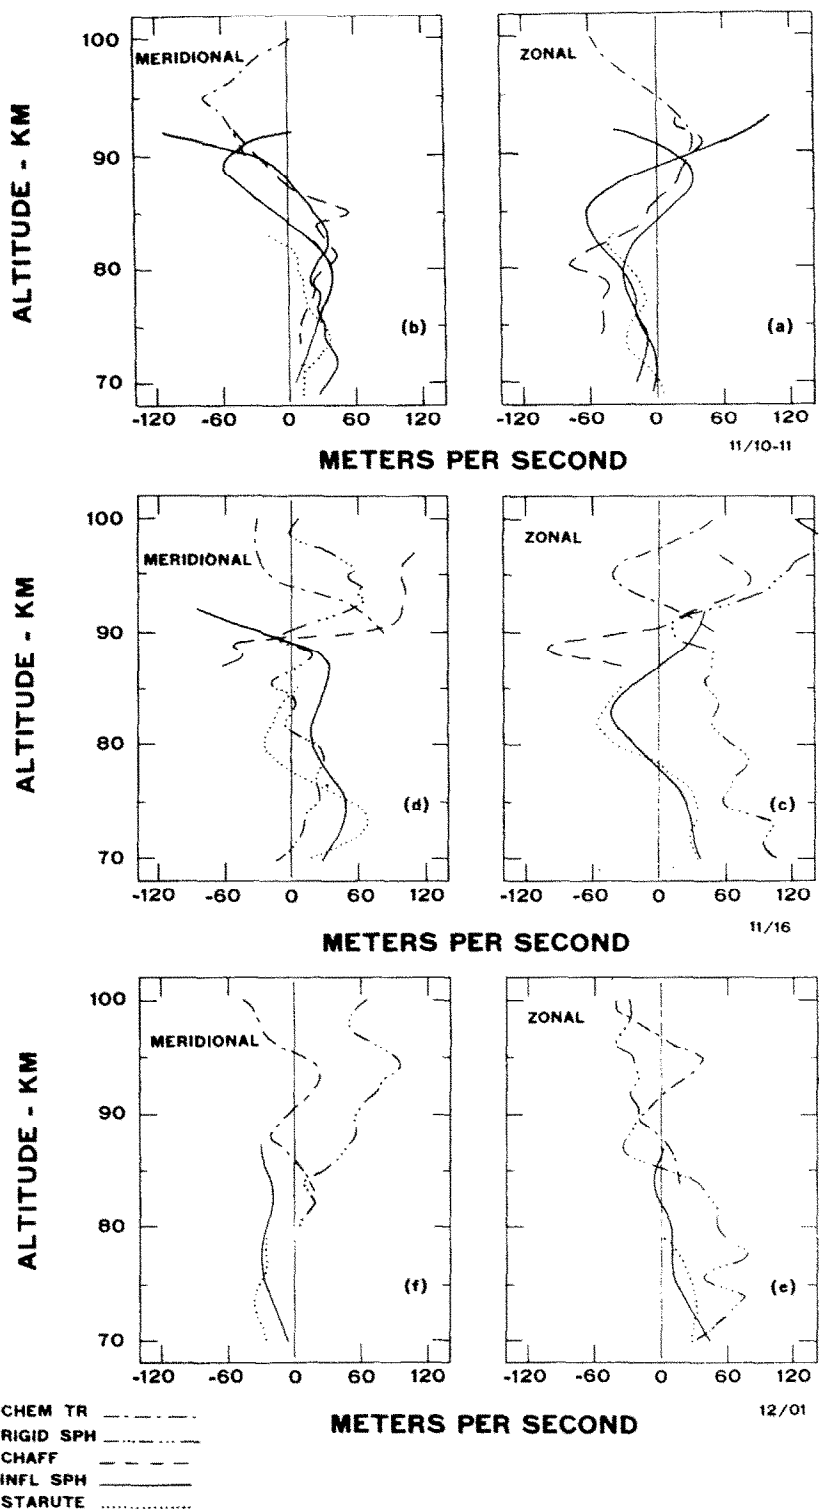 100
MERIDIONAL
ZONAL
90
80
(b)
(a)
70
-120 -60 0 60 120
-120 -60 0 60 120
ALTITUDE - KM
METERS PER SECOND
11/10-11
100
MERIDIONAL
ZONAL
90
80
(d)
(c)
70
-120 -60 0 60 120
-120 -60 0 60 120
ALTITUDE - KM
METERS PER SECOND
11/16
100
MERIDIONAL
ZONAL
90
80
(f)
(e)
70
-120 -60 0 60 120
-120 -60 0 60 120
ALTITUDE - KM
METERS PER SECOND
12/01
CHEM TR
RIGID SPH
CHAFF
INFL SPH
STARUTE